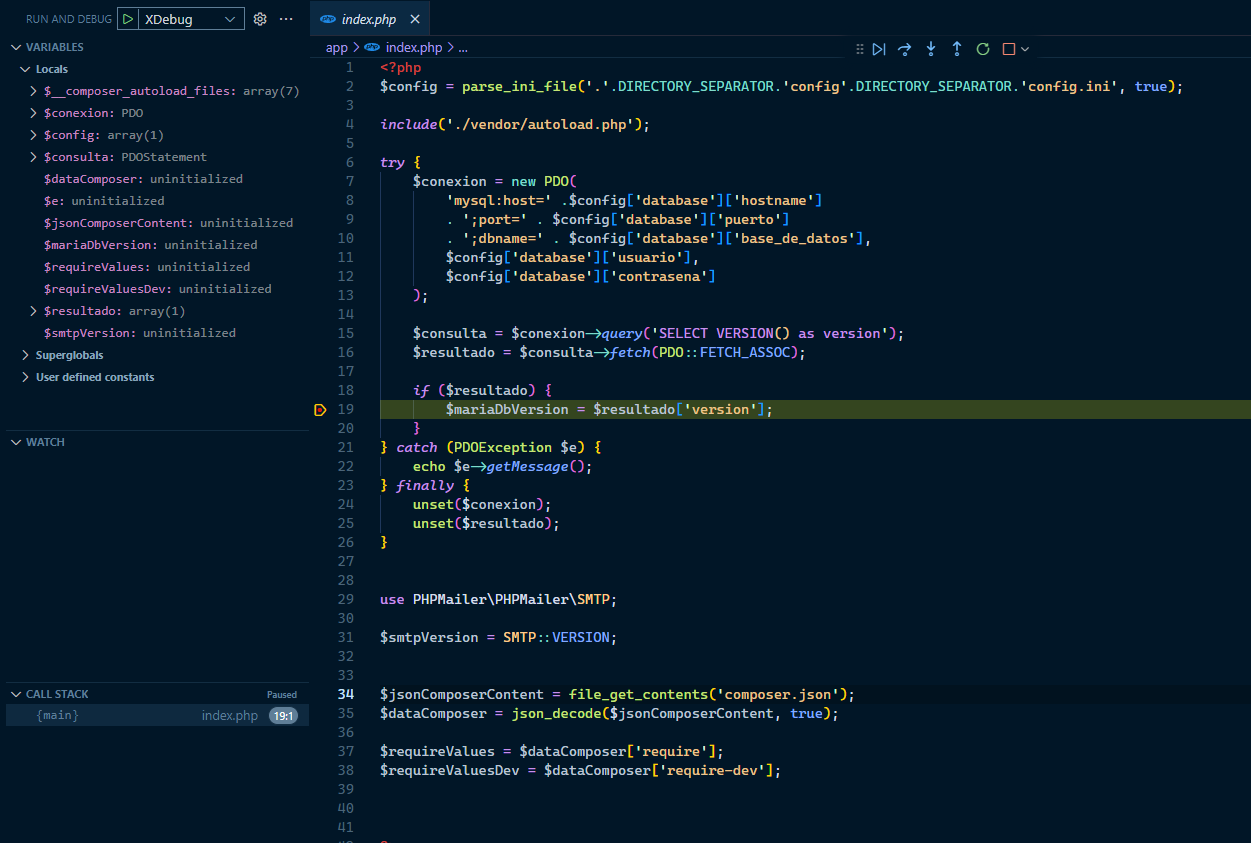 RUN AND DEBUG XDebug
VARIABLES
Locals
$__composer_autoload_files: array(7)
$conexion: PDO
$config: array(1)
$consulta: PDOStatement
$dataComposer: uninitialized
$e: uninitialized
$jsonComposerContent: uninitialized
$mariaDbVersion: uninitialized
$requireValues: uninitialized
$requireValuesDev: uninitialized
$resultado: array(1)
$smtpVersion: uninitialized
Superglobals
User defined constants
WATCH
CALL STACK Paused
{main} index.php 19:1
php index.php
app > php index.php > ...
1 <?php
2 $config = parse_ini_file('.'.DIRECTORY_SEPARATOR.'config'.DIRECTORY_SEPARATOR.'config.ini', true);
3
4 include('./vendor/autoload.php');
5
6 try {
7 $conexion = new PDO(
8 'mysql:host=' .$config['database']['hostname']
9 . ';port=' . $config['database']['puerto']
10 . ';dbname=' . $config['database']['base_de_datos'],
11 $config['database']['usuario'],
12 $config['database']['contrasena']
13 );
14
15 $consulta = $conexion->query('SELECT VERSION() as version');
16 $resultado = $consulta->fetch(PDO::FETCH_ASSOC);
17
18 if ($resultado) {
19 $mariaDbVersion = $resultado['version'];
20 }
21 } catch (PDOException $e) {
22 echo $e->getMessage();
23 } finally {
24 unset($conexion);
25 unset($resultado);
26 }
27
28
29 use PHPMailer\PHPMailer\SMTP;
30
31 $smtpVersion = SMTP::VERSION;
32
33
34 $jsonComposerContent = file_get_contents('composer.json');
35 $dataComposer = json_decode($jsonComposerContent, true);
36
37 $requireValues = $dataComposer['require'];
38 $requireValuesDev = $dataComposer['require-dev'];
39
40
41